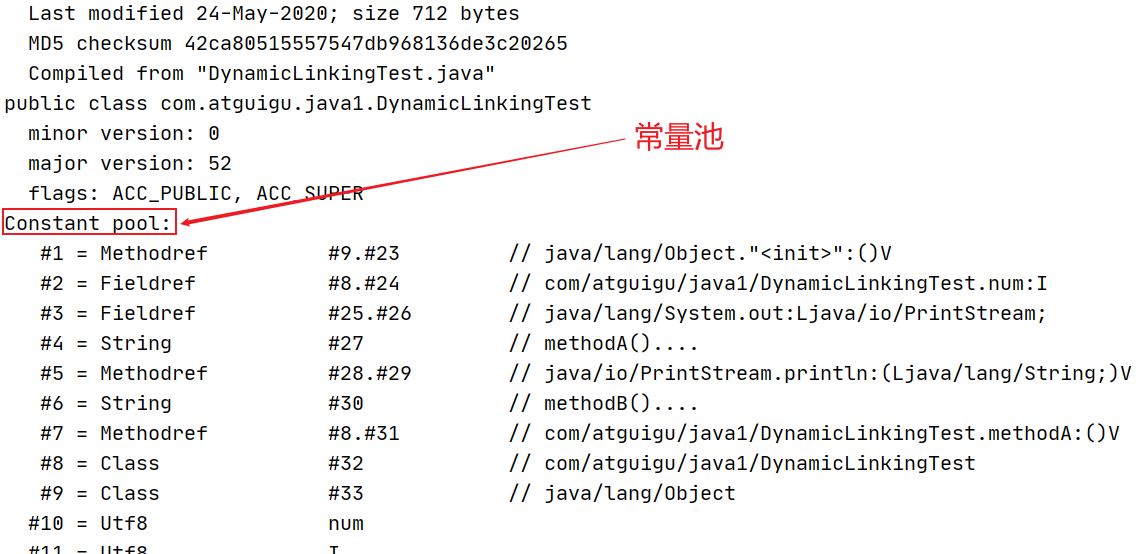 Last modified 24-May-2020; size 712 bytes
MD5 checksum 42ca80515557547db968136de3c20265
Compiled from "DynamicLinkingTest.java"
public class com.atguigu.java1.DynamicLinkingTest
minor version: 0
常量池
major version: 52
flags: ACC_PUBLIC, ACC_SUPER
Constant pool:
#1 = Methodref #9.#23 // java/lang/Object."<init>":()V
#2 = Fieldref #8.#24 // com/atguigu/java1/DynamicLinkingTest.num:I
#3 = Fieldref #25.#26 // java/lang/System.out:Ljava/io/PrintStream;
#4 = String #27 // methodA()....
#5 = Methodref #28.#29 // java/io/PrintStream.println:(Ljava/lang/String;)V
#6 = String #30 // methodB()....
#7 = Methodref #8.#31 // com/atguigu/java1/DynamicLinkingTest.methodA:()V
#8 = Class #32 // com/atguigu/java1/DynamicLinkingTest
#9 = Class #33 // java/lang/Object
#10 = Utf8 num
#11 = Utf8 I